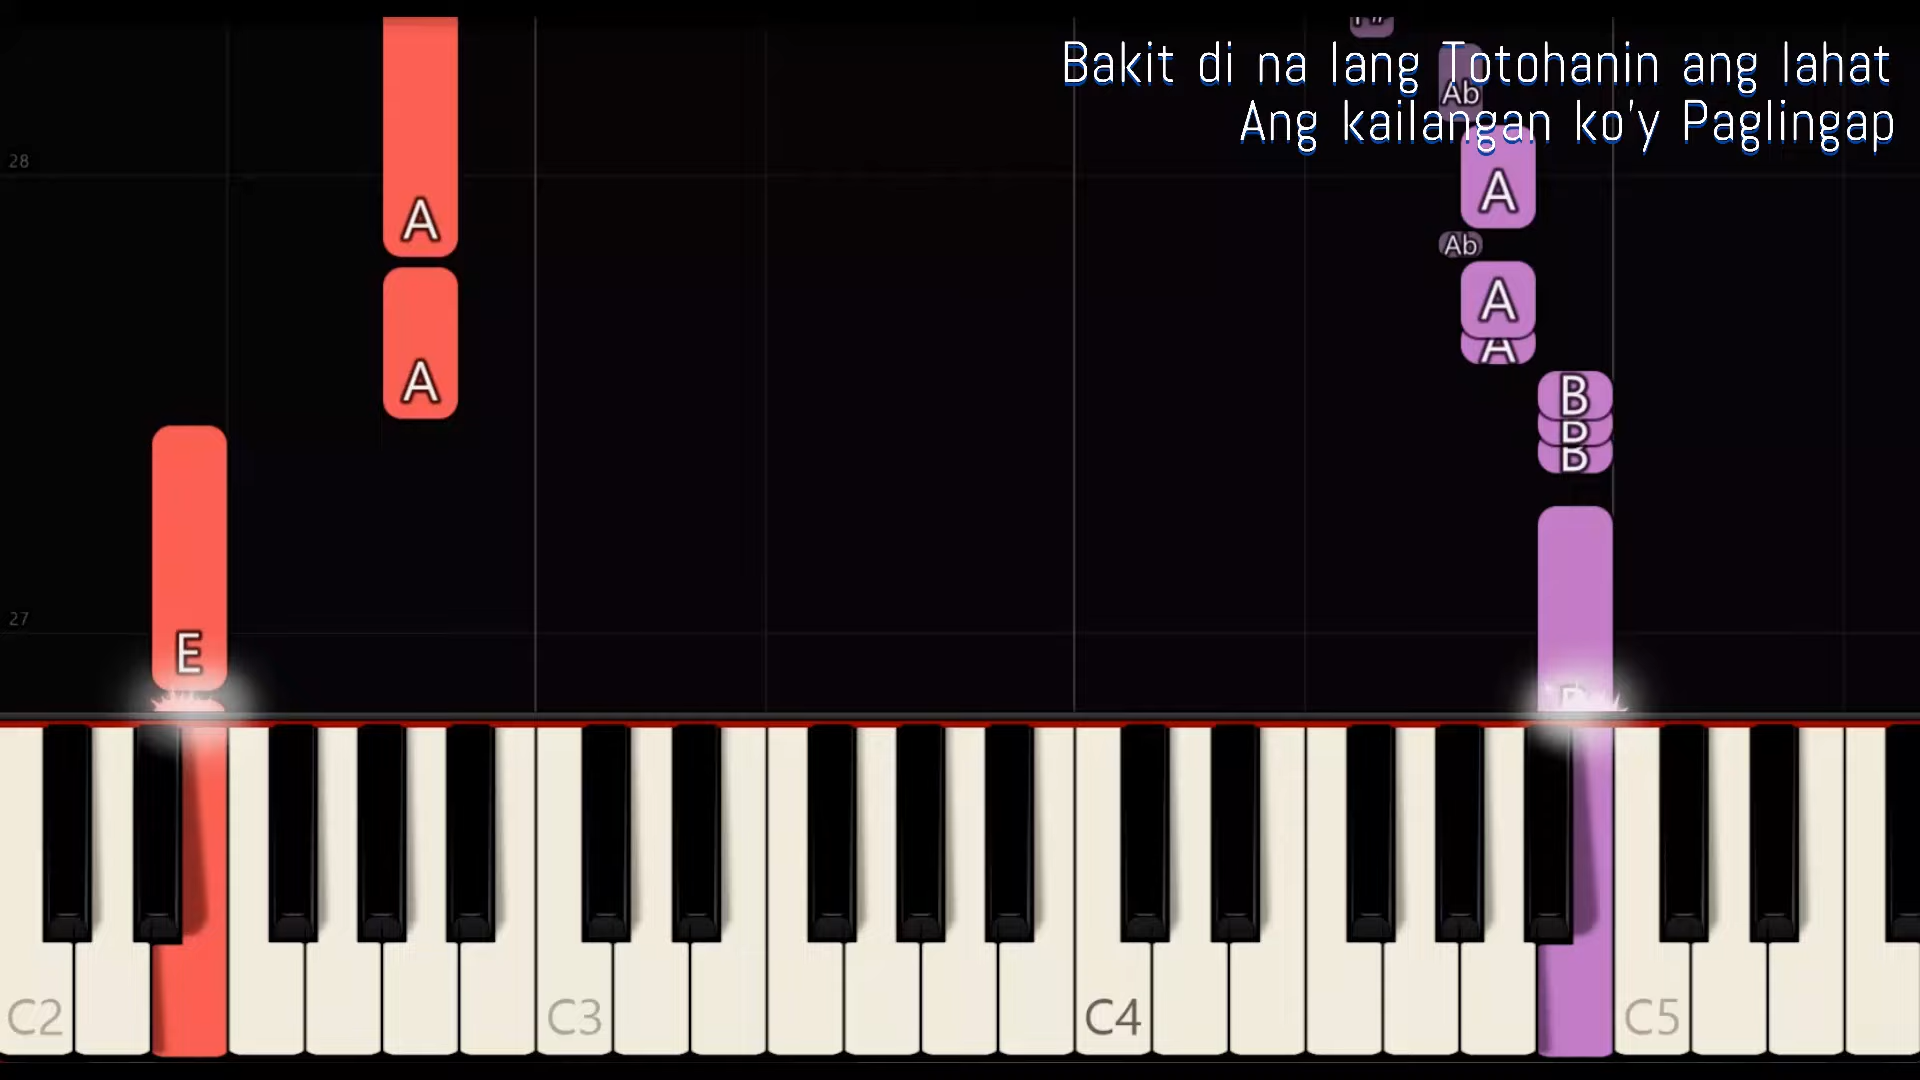 Bakit di na lang Totohanin ang lahat
Ang kailangan ko'y Paglingap
Ab
28
A
A
Ab
A
A
A
B
B
B
27
E
C2
C3
C4
C5